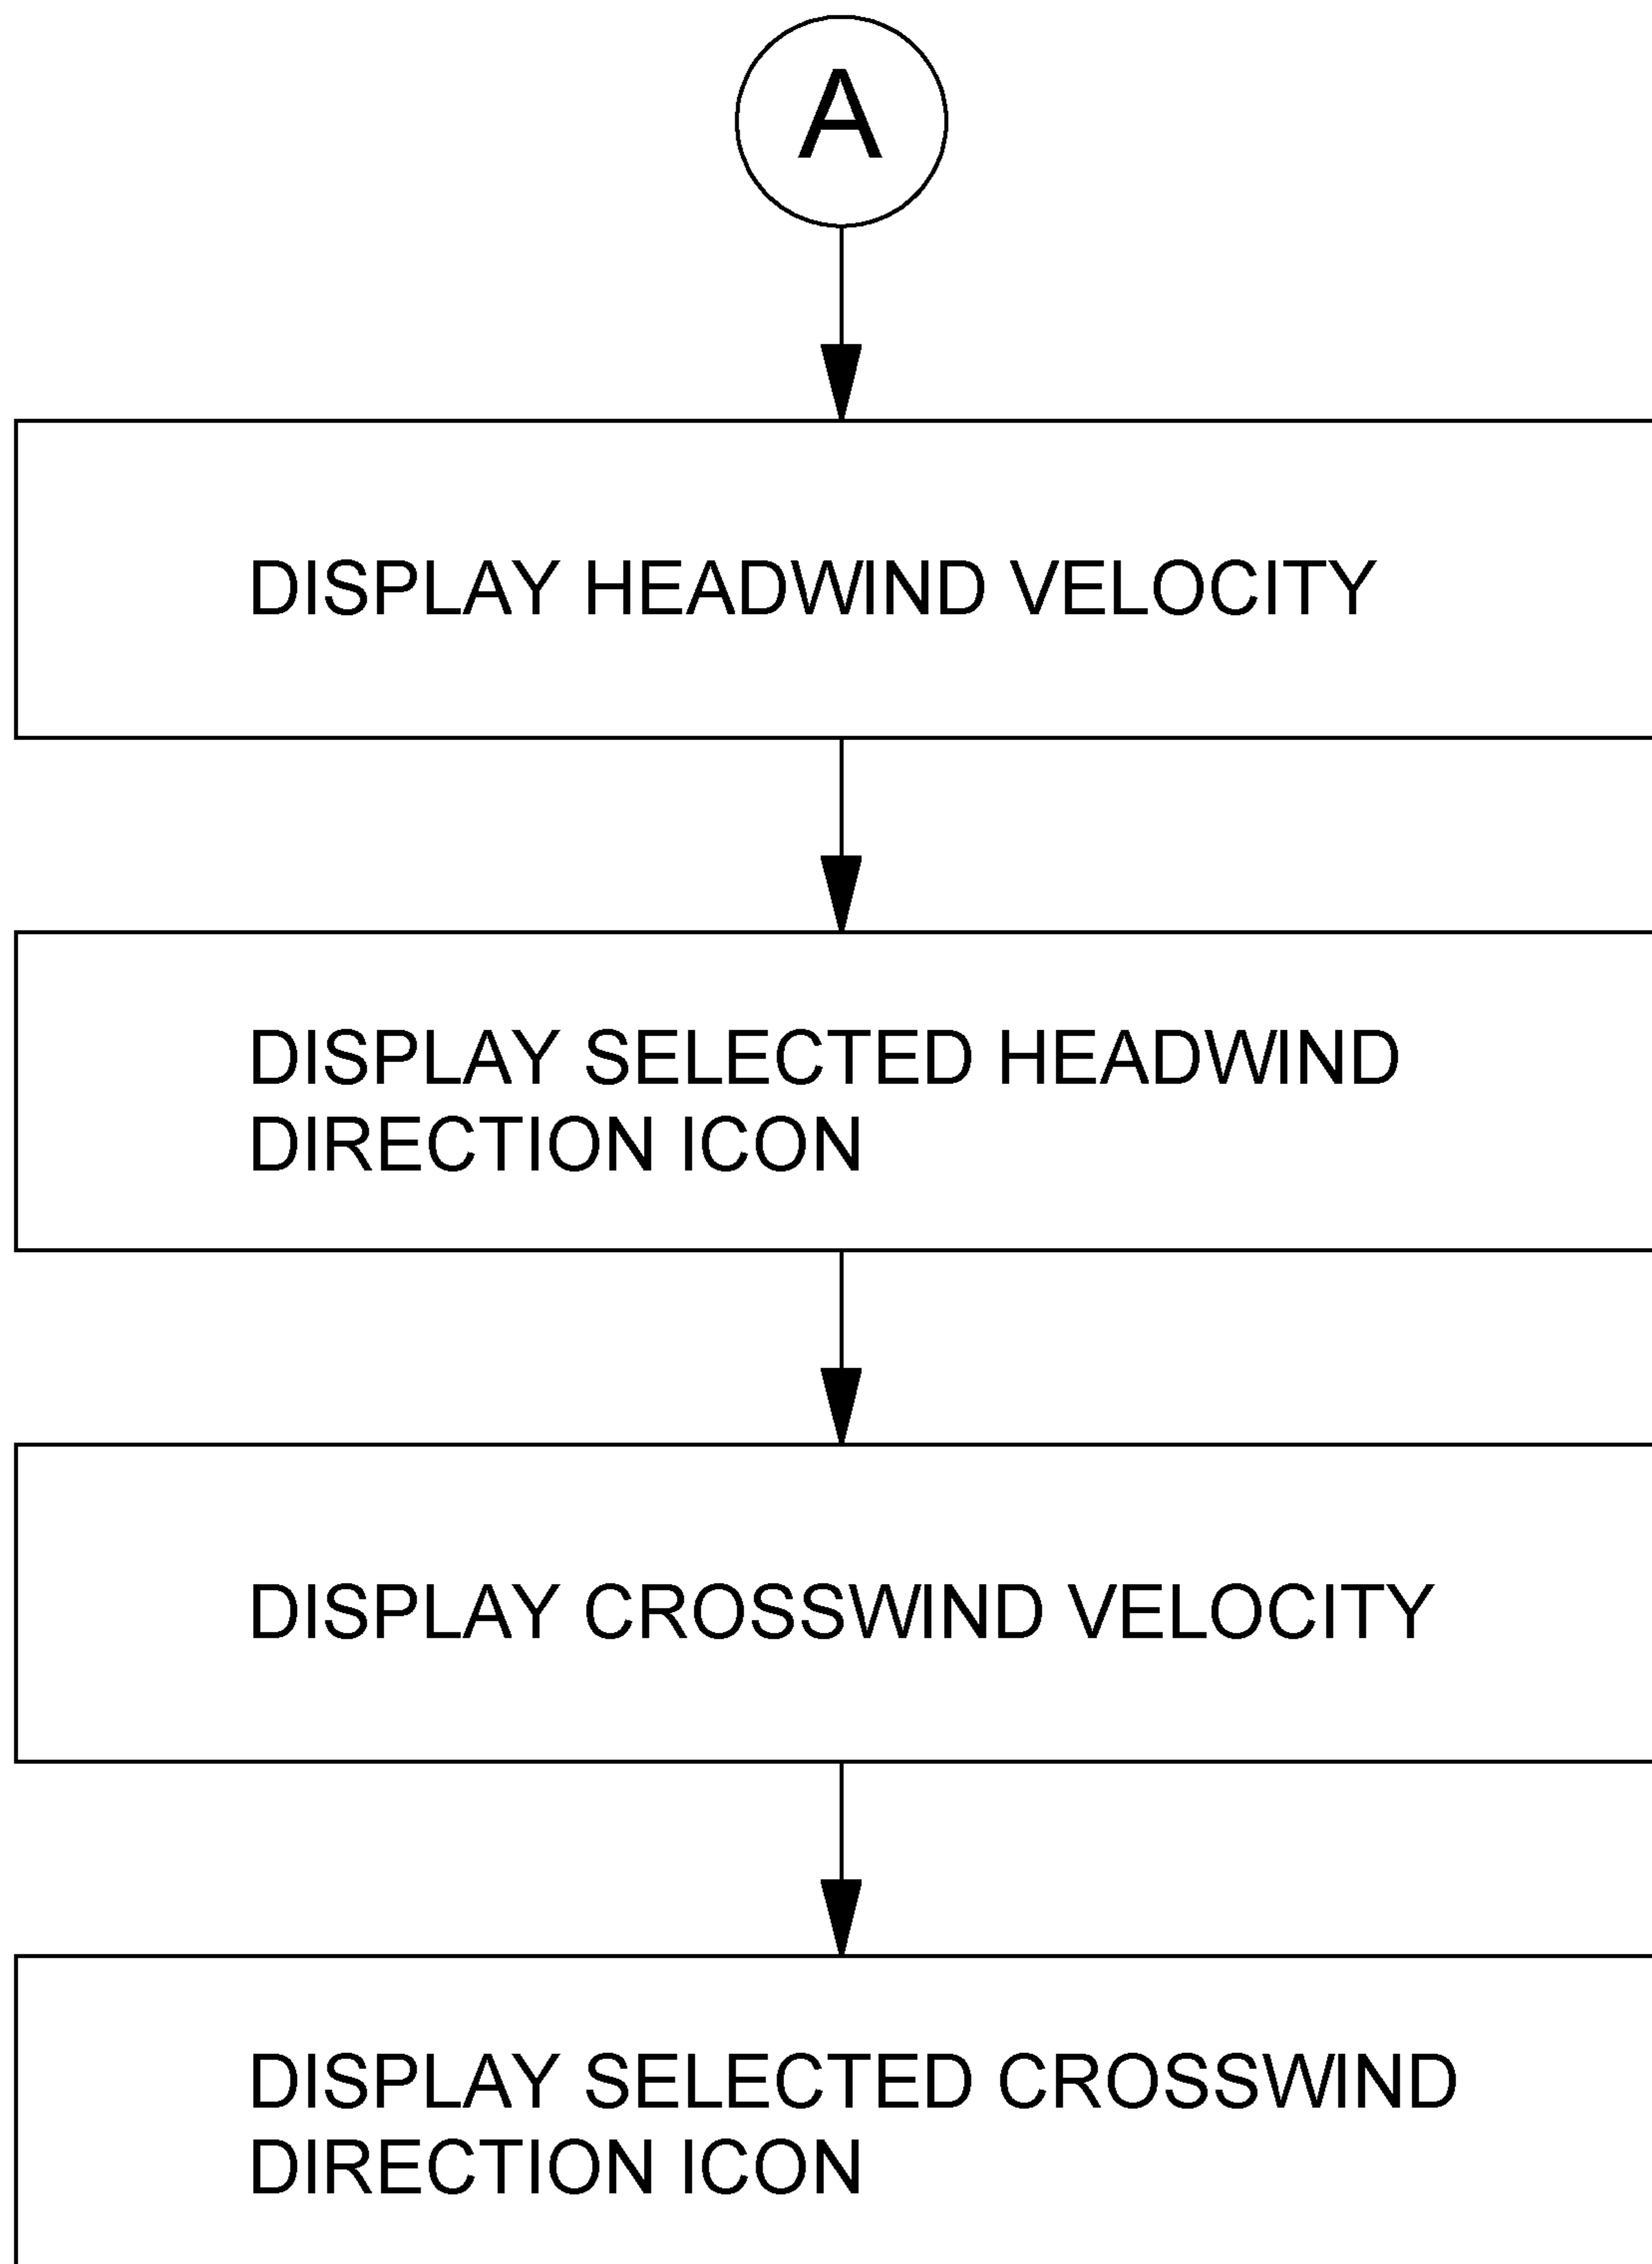 A
DISPLAY HEADWIND VELOCITY
DISPLAY SELECTED HEADWIND
DIRECTION ICON
DISPLAY CROSSWIND VELOCITY
DISPLAY SELECTED CROSSWIND
DIRECTION ICON